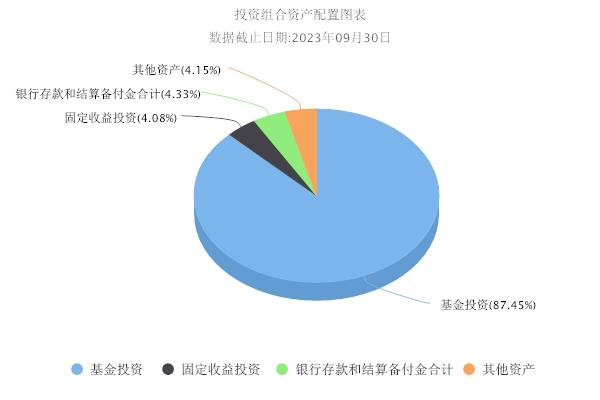 投资组合资产配置图表
数据截止日期:2023年09月30日
其他资产(4.15%)
银行存款和结算备付金合计(4.33%)
固定收益投资(4.08%)
基金投资(87.45%)
基金投资 固定收益投资 银行存款和结算备付金合计 其他资产